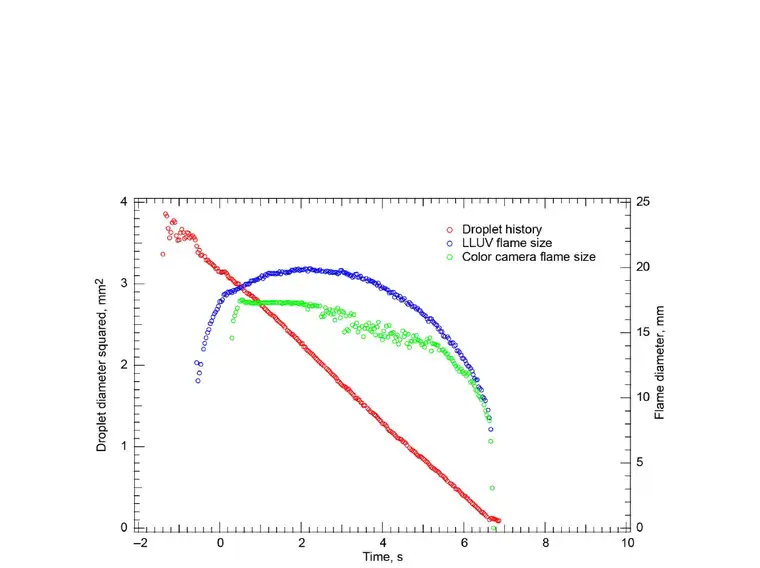 4
3
2
1
0
Droplet diameter squared, mm2
25
20
15
10
5
0
Flame diameter, mm
Droplet history
LLUV flame size
Color camera flame size
–2 0 2 4 6 8 10
Time, s